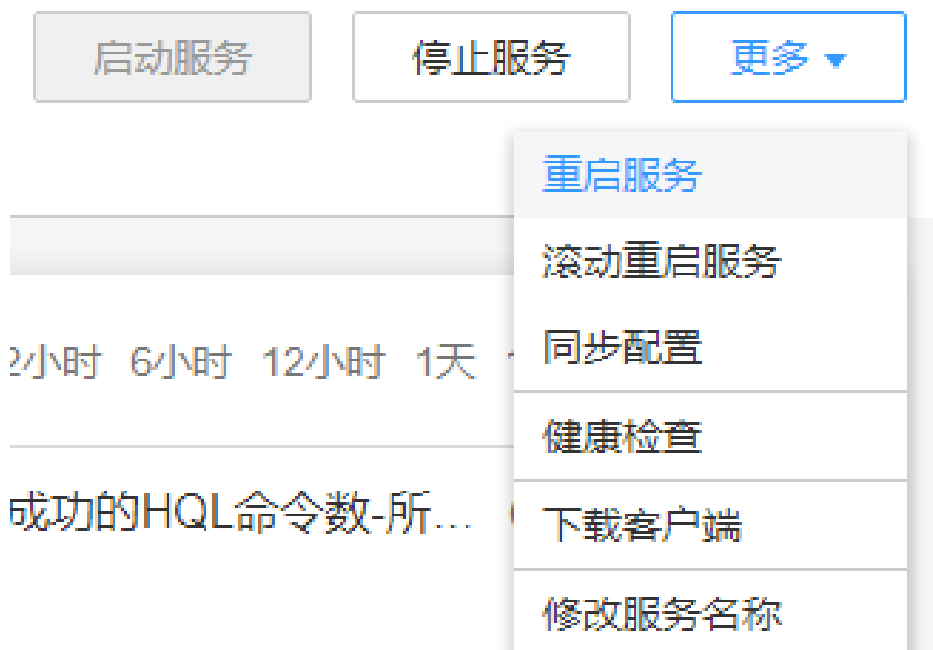 启动服务 停止服务 更多
重启服务
滚动重启服务
2小时 6小时 12小时 1天
同步配置
健康检查
成功的HQL命令数-所...
下载客户端
修改服务名称